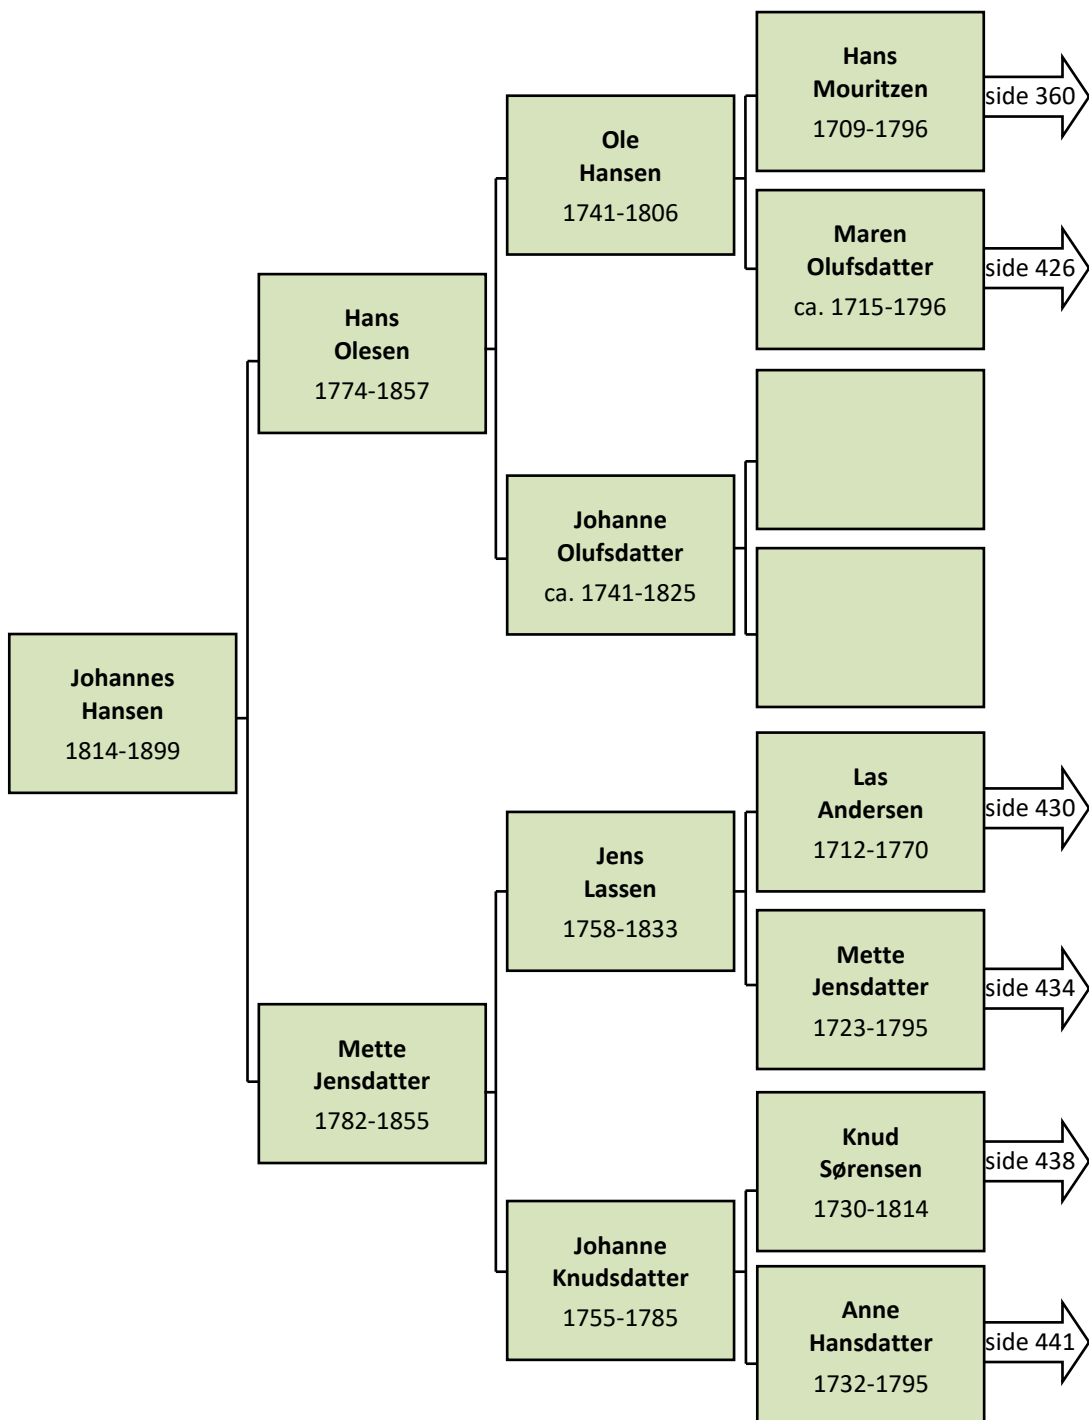 Hans
Mouritzen
1709-1796
side 360
Ole
Hansen
1741-1806
Maren
Olufsdatter
ca. 1715-1796
side 426
Hans
Olesen
1774-1857
Johanne
Olufsdatter
ca. 1741-1825
Johannes
Hansen
1814-1899
Las
Andersen
1712-1770
side 430
Jens
Lassen
1758-1833
Mette
Jensdatter
1723-1795
side 434
Mette
Jensdatter
1782-1855
Knud
Sørensen
1730-1814
side 438
Johanne
Knudsdatter
1755-1785
Anne
Hansdatter
1732-1795
side 441